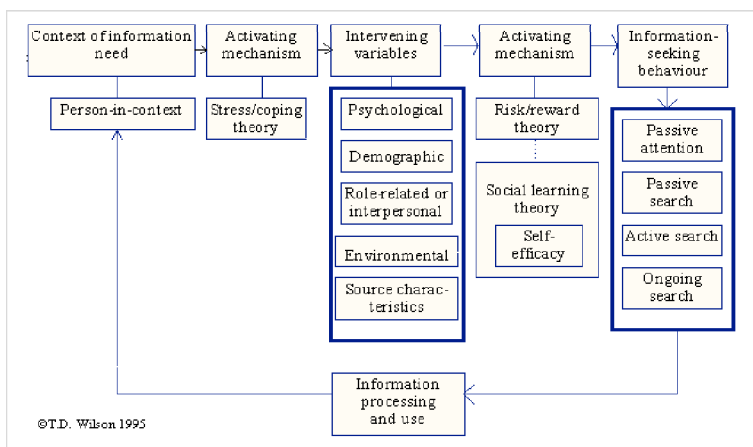 Context of information
need
Activating
mechanism
Intervening
variables
Activating
mechanism
Information-
seeking
behaviour
Person-in-context
Stress/coping
theory
Psychological
Demographic
Role-related or
interpersonal
Environmental
Source charac-
teristics
Risk/reward
theory
Social learning
theory
Self-
efficacy
Passive
attention
Passive
search
Active search
Ongoing
search
Information
processing
and use
©T.D. Wilson 1995